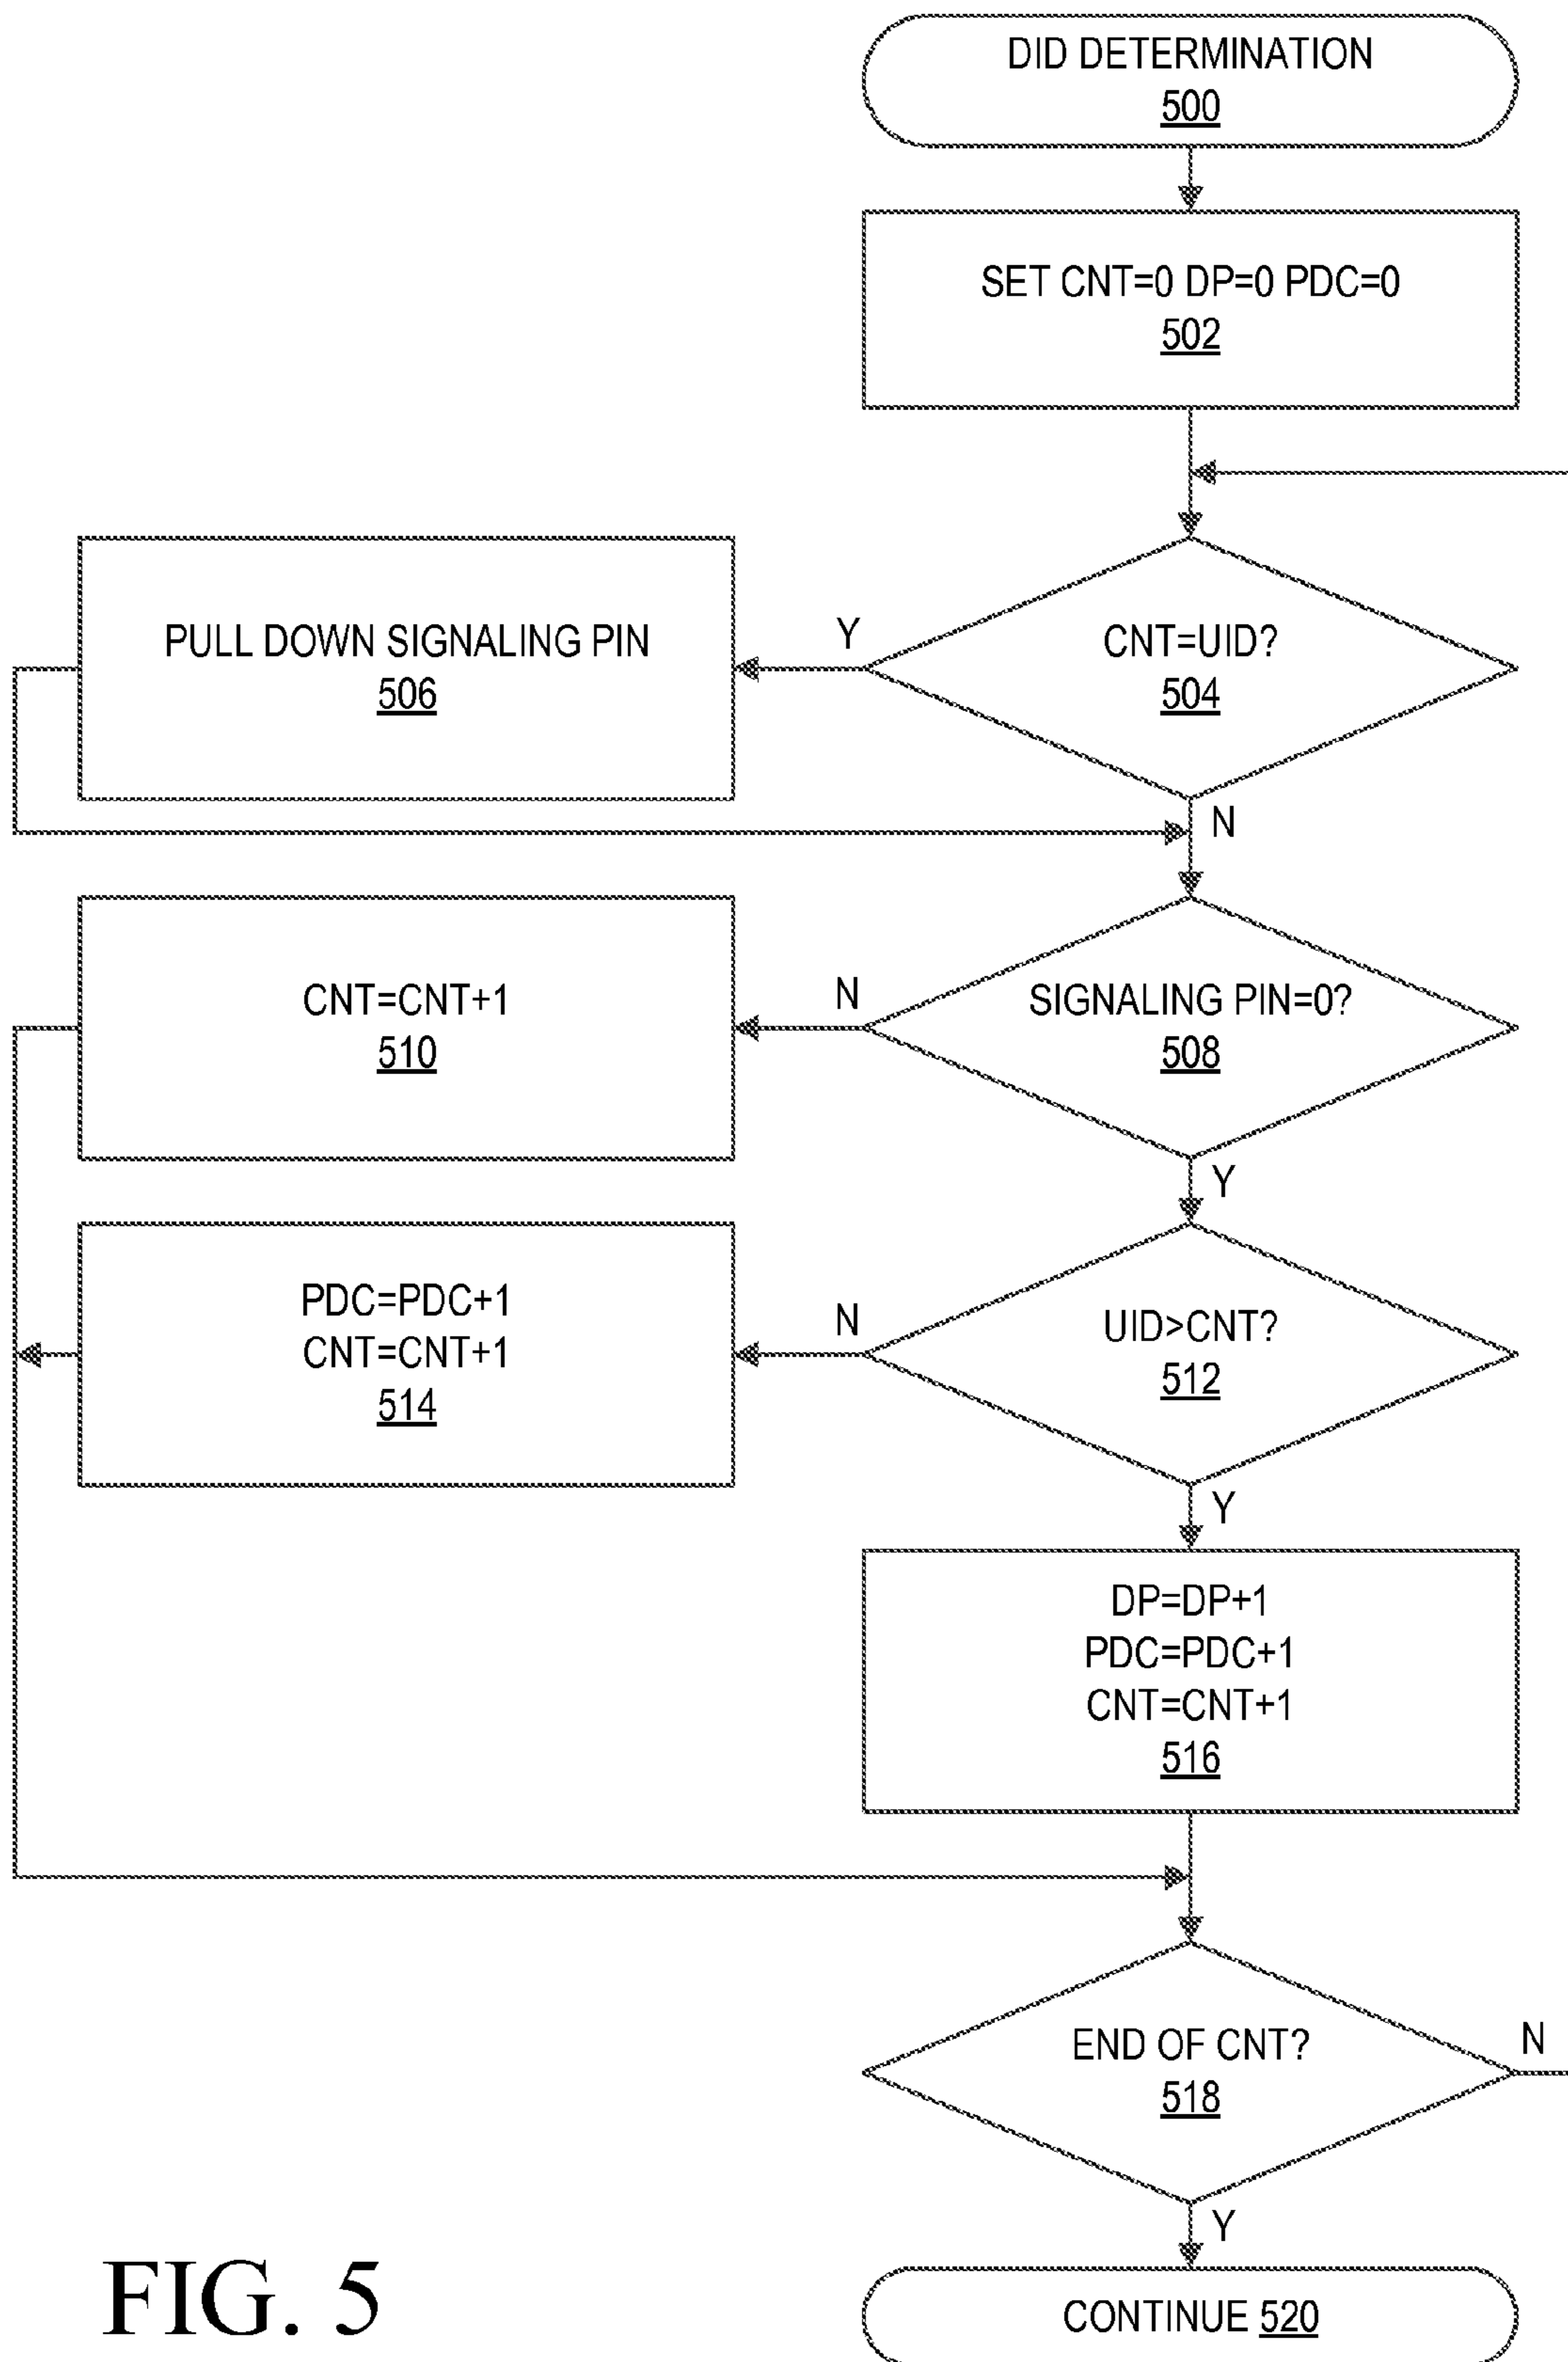 DID DETERMINATION
500
SET CNT=0 DP=0 PDC=0
502
PULL DOWN SIGNALING PIN
506
Y
CNT=UID?
504
N
CNT=CNT+1
510
N
SIGNALING PIN=0?
508
Y
PDC=PDC+1
CNT=CNT+1
514
N
UID>CNT?
512
Y
DP=DP+1
PDC=PDC+1
CNT=CNT+1
516
END OF CNT?
518
N
Y
CONTINUE 520
FIG. 5